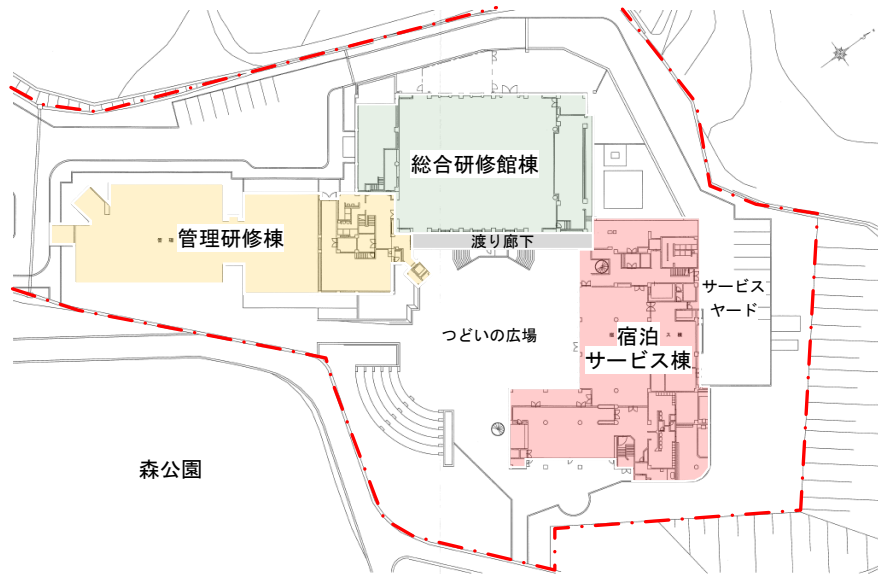 総合研修館棟
管理研修棟
渡り廊下
サービス
ヤード
つどいの広場
宿泊
サービス棟
森公園